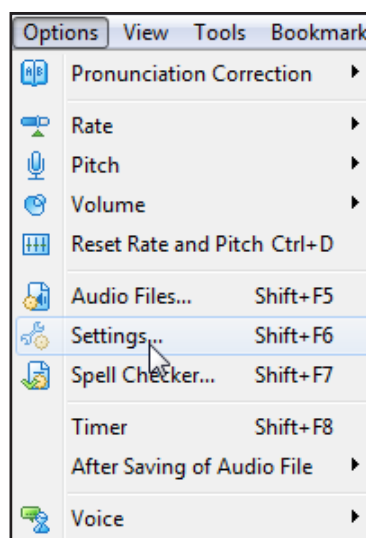 Options View Tools Bookmark
Pronunciation Correction
Rate
Pitch
Volume
Reset Rate and Pitch Ctrl+D
Audio Files... Shift+F5
Settings... Shift+F6
Spell Checker... Shift+F7
Timer Shift+F8
After Saving of Audio File
Voice